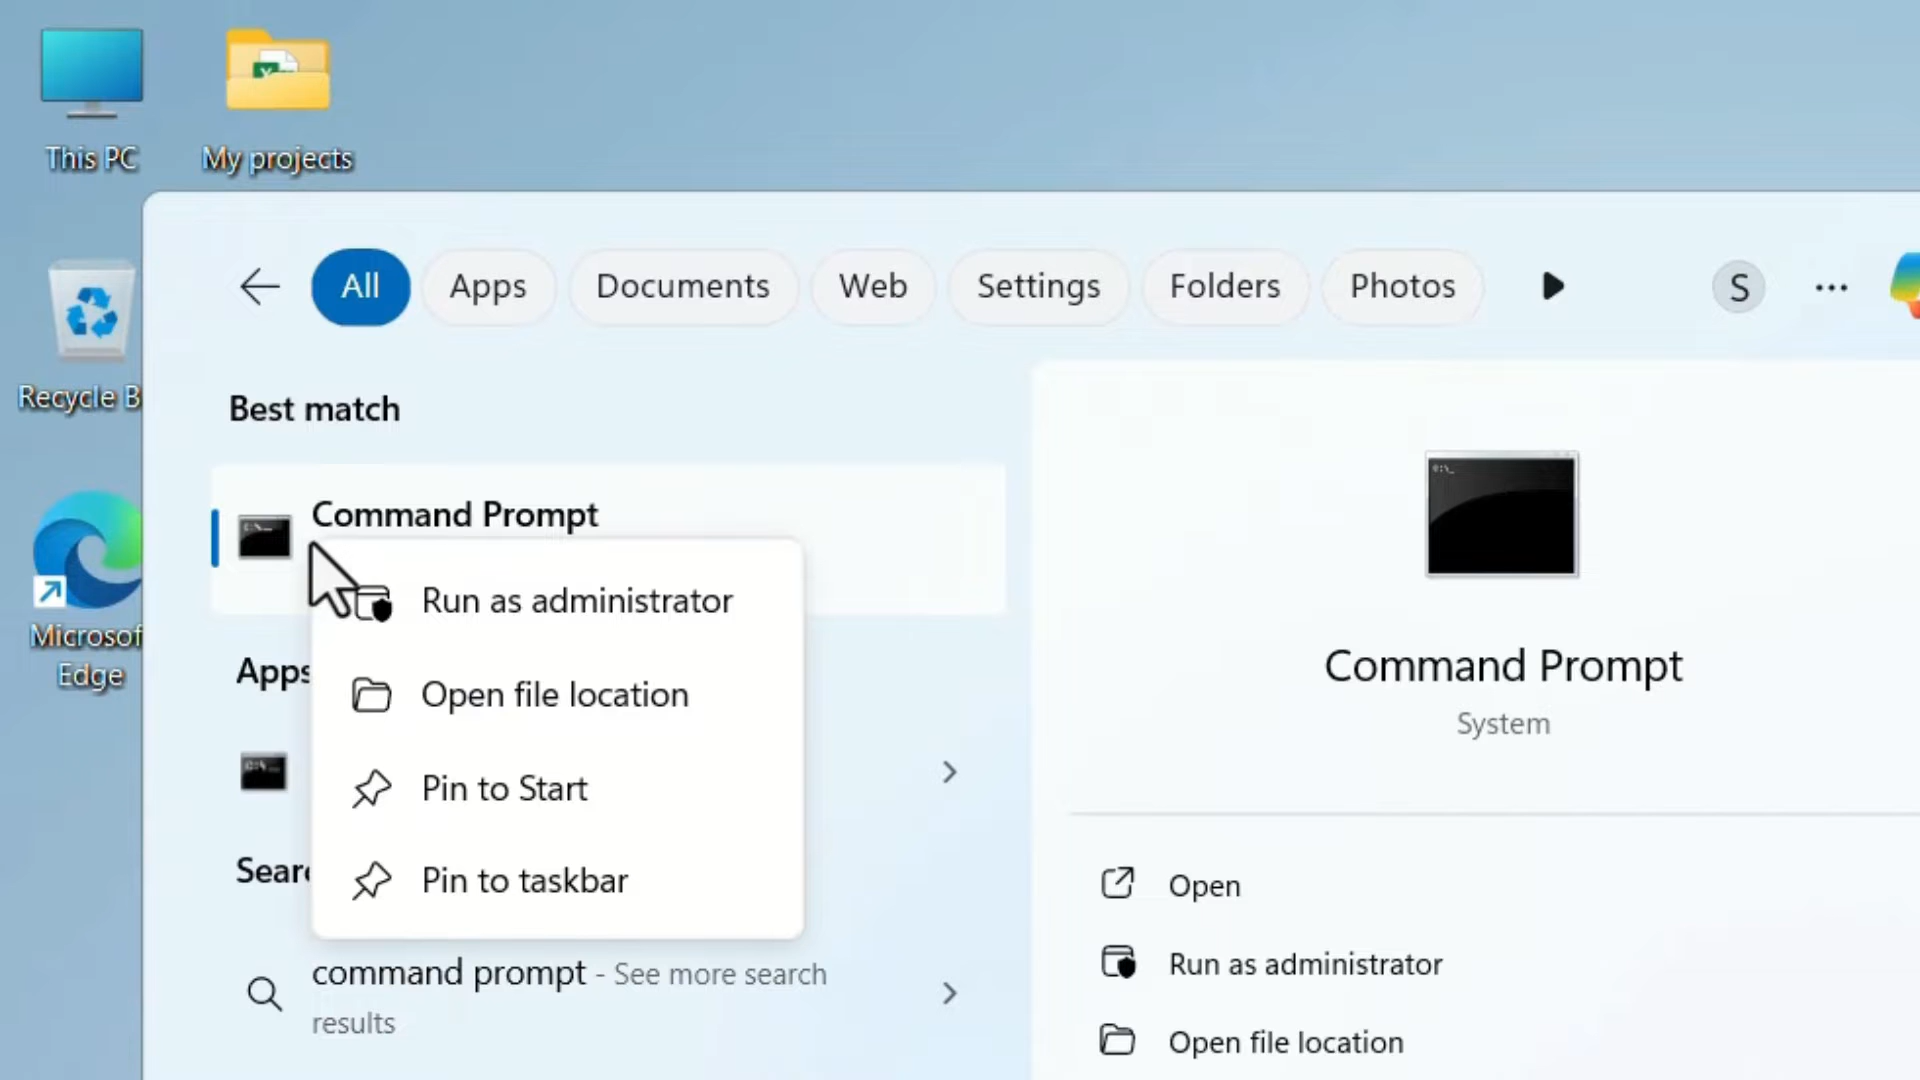 This PC
My projects
Recycle B
Microsof
Edge
All
Apps
Documents
Web
Settings
Folders
Photos
S
Best match
Command Prompt
Run as administrator
Open file location
Pin to Start
Pin to taskbar
Apps
Sear
command prompt - See more search
results
Command Prompt
System
Open
Run as administrator
Open file location